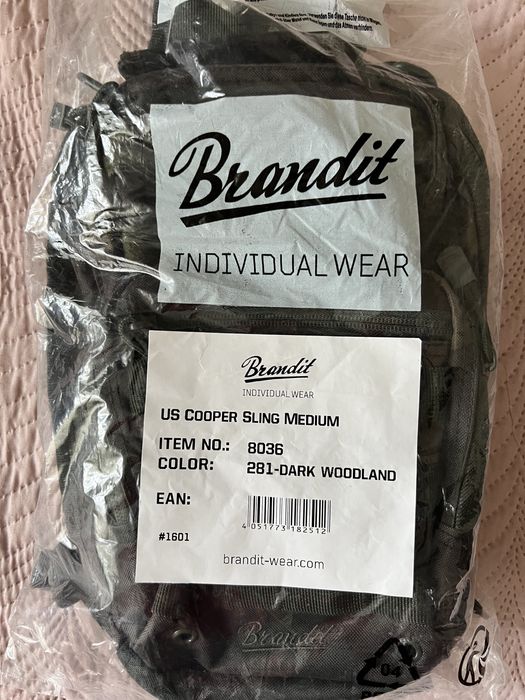 Brandit
INDIVIDUAL WEAR
Brandit
INDIVIDUAL WEAR
US COOPER SLING MEDIUM
ITEM NO.: 8036
COLOR: 281-DARK WOODLAND
EAN:
4 051773 182512
#1601
brandit-wear.com
Brandit
04